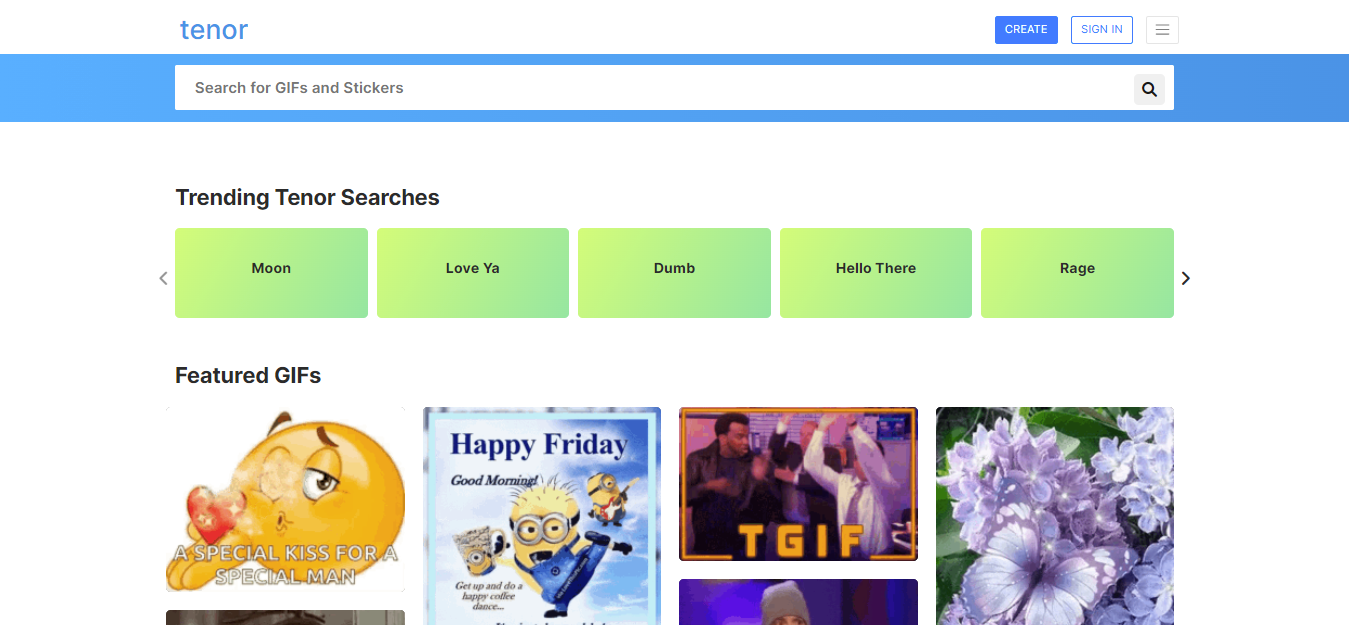 tenor
CREATE
SIGN IN
Search for GIFs and Stickers
Trending Tenor Searches
Moon
Love Ya
Dumb
Hello There
Rage
Featured GIFs
A SPECIAL KISS FOR A
SPECIAL MAN
Happy Friday
Good Morning!
Get up and do a
happy coffee
dance...
TGIF